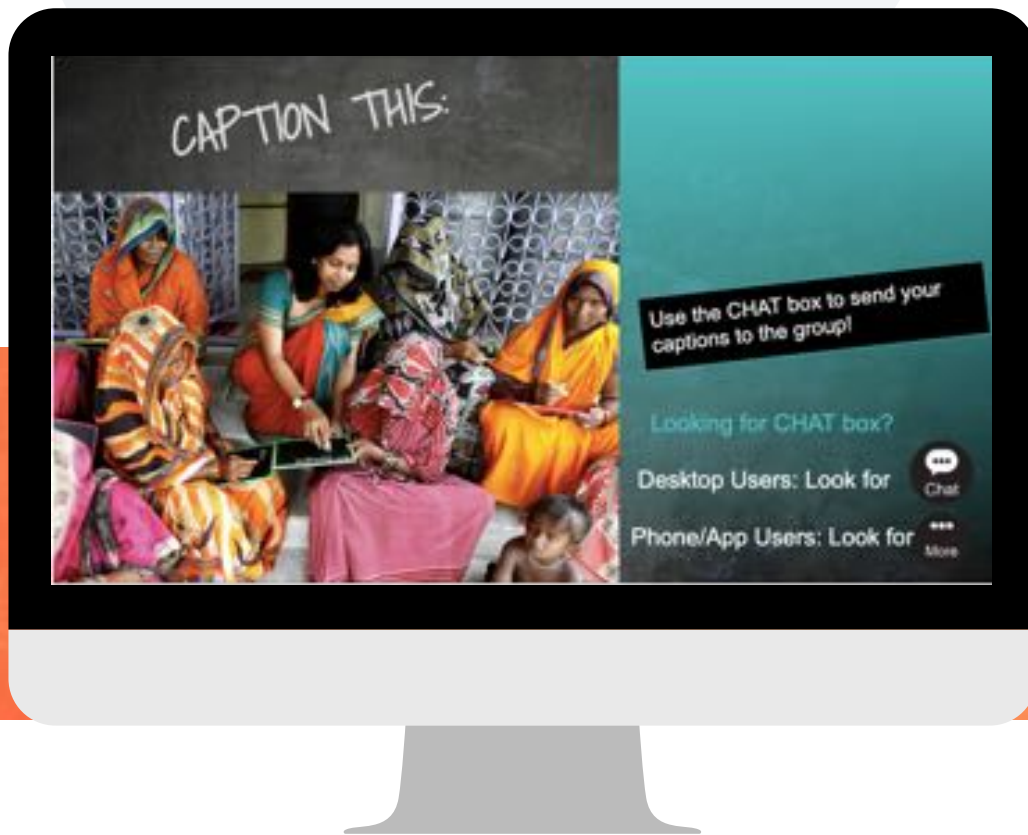 CAPTION THIS:
Use the CHAT box to send your
captions to the group!
Looking for CHAT box?
Desktop Users: Look for
Chat
Phone/App Users: Look for
More